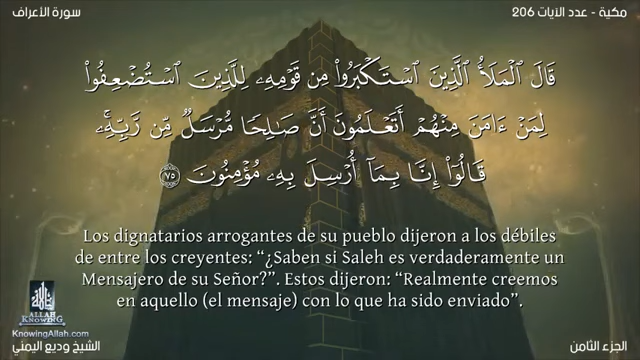 سورة الأعراف
مكية - عدد الآيات 206
قَالَ ٱلْمَلَأُ ٱلَّذِينَ ٱسْتَكْبَرُوا۟ مِن قَوْمِهِۦ لِلَّذِينَ ٱسْتُضْعِفُوا۟
لِمَنْ ءَامَنَ مِنْهُمْ أَتَعْلَمُونَ أَنَّ صَـٰلِحًا مُّرْسَلٌ مِّن رَّبِّهِۦ ۚ
قَالُوٓا۟ إِنَّا بِمَآ أُرْسِلَ بِهِۦ مُؤْمِنُونَ ٧٥
Los dignatarios arrogantes de su pueblo dijeron a los débiles
de entre los creyentes: “¿Saben si Saleh es verdaderamente un
Mensajero de su Señor?”. Estos dijeron: “Realmente creemos
en aquello (el mensaje) con lo que ha sido enviado”.
ALLAH
KNOWING
KnowingAllah.com
الشيخ وديع اليمني
الجزء الثامن